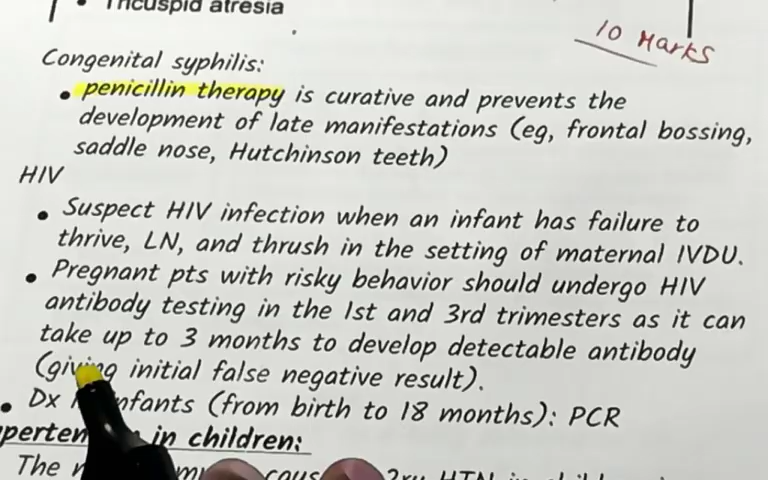 Tricuspid atresia
10 Marks
Congenital syphilis:
• penicillin therapy is curative and prevents the
development of late manifestations (eg, frontal bossing,
saddle nose, Hutchinson teeth)
HIV
• Suspect HIV infection when an infant has failure to
thrive, LN, and thrush in the setting of maternal IVDU.
• Pregnant pts with risky behavior should undergo HIV
antibody testing in the 1st and 3rd trimesters as it can
take up to 3 months to develop detectable antibody
(giving initial false negative result).
• Dx infants (from birth to 18 months): PCR
in children:
The HTN in